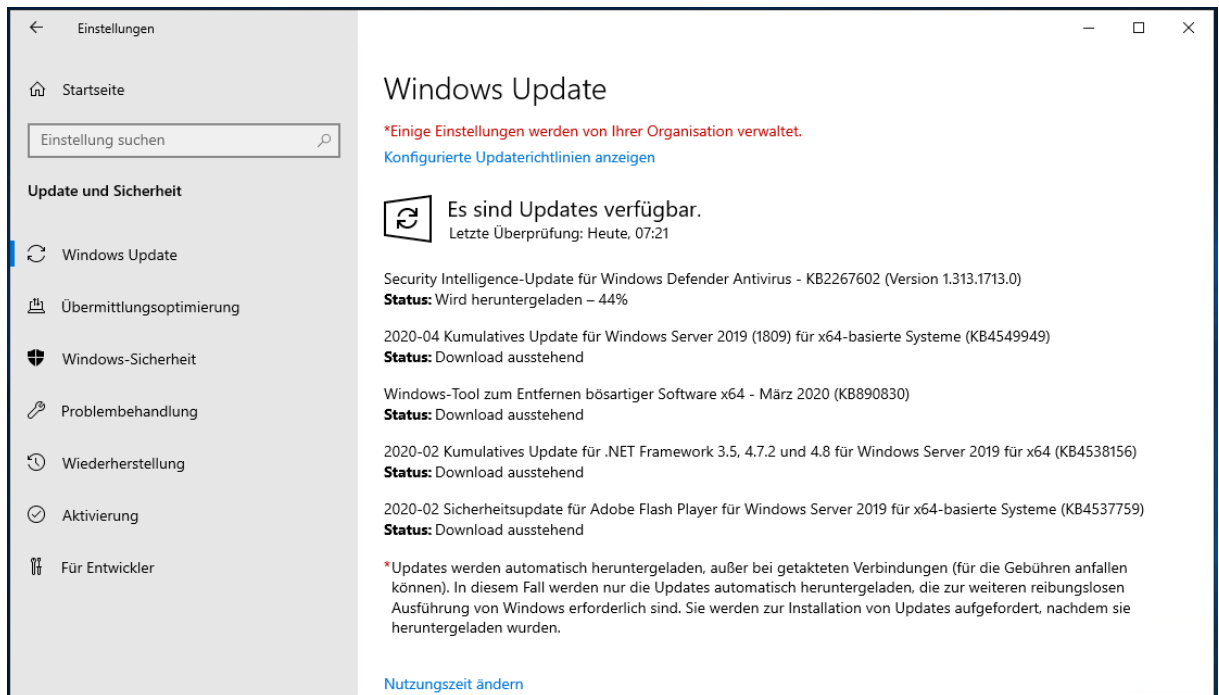 Einstellungen
Startseite
Einstellung suchen
Update und Sicherheit
Windows Update
Übermittlungsoptimierung
Windows-Sicherheit
Problembehandlung
Wiederherstellung
Aktivierung
Für Entwickler
Windows Update
*Einige Einstellungen werden von Ihrer Organisation verwaltet.
Konfigurierte Updaterichtlinien anzeigen
Es sind Updates verfügbar.
Letzte Überprüfung: Heute, 07:21
Security Intelligence-Update für Windows Defender Antivirus - KB2267602 (Version 1.313.1713.0)
Status: Wird heruntergeladen – 44%
2020-04 Kumulatives Update für Windows Server 2019 (1809) für x64-basierte Systeme (KB4549949)
Status: Download ausstehend
Windows-Tool zum Entfernen bösartiger Software x64 - März 2020 (KB890830)
Status: Download ausstehend
2020-02 Kumulatives Update für .NET Framework 3.5, 4.7.2 und 4.8 für Windows Server 2019 für x64 (KB4538156)
Status: Download ausstehend
2020-02 Sicherheitsupdate für Adobe Flash Player für Windows Server 2019 für x64-basierte Systeme (KB4537759)
Status: Download ausstehend
*Updates werden automatisch heruntergeladen, außer bei getakteten Verbindungen (für die Gebühren anfallen
können). In diesem Fall werden nur die Updates automatisch heruntergeladen, die zur weiteren reibungslosen
Ausführung von Windows erforderlich sind. Sie werden zur Installation von Updates aufgefordert, nachdem sie
heruntergeladen wurden.
Nutzungszeit ändern